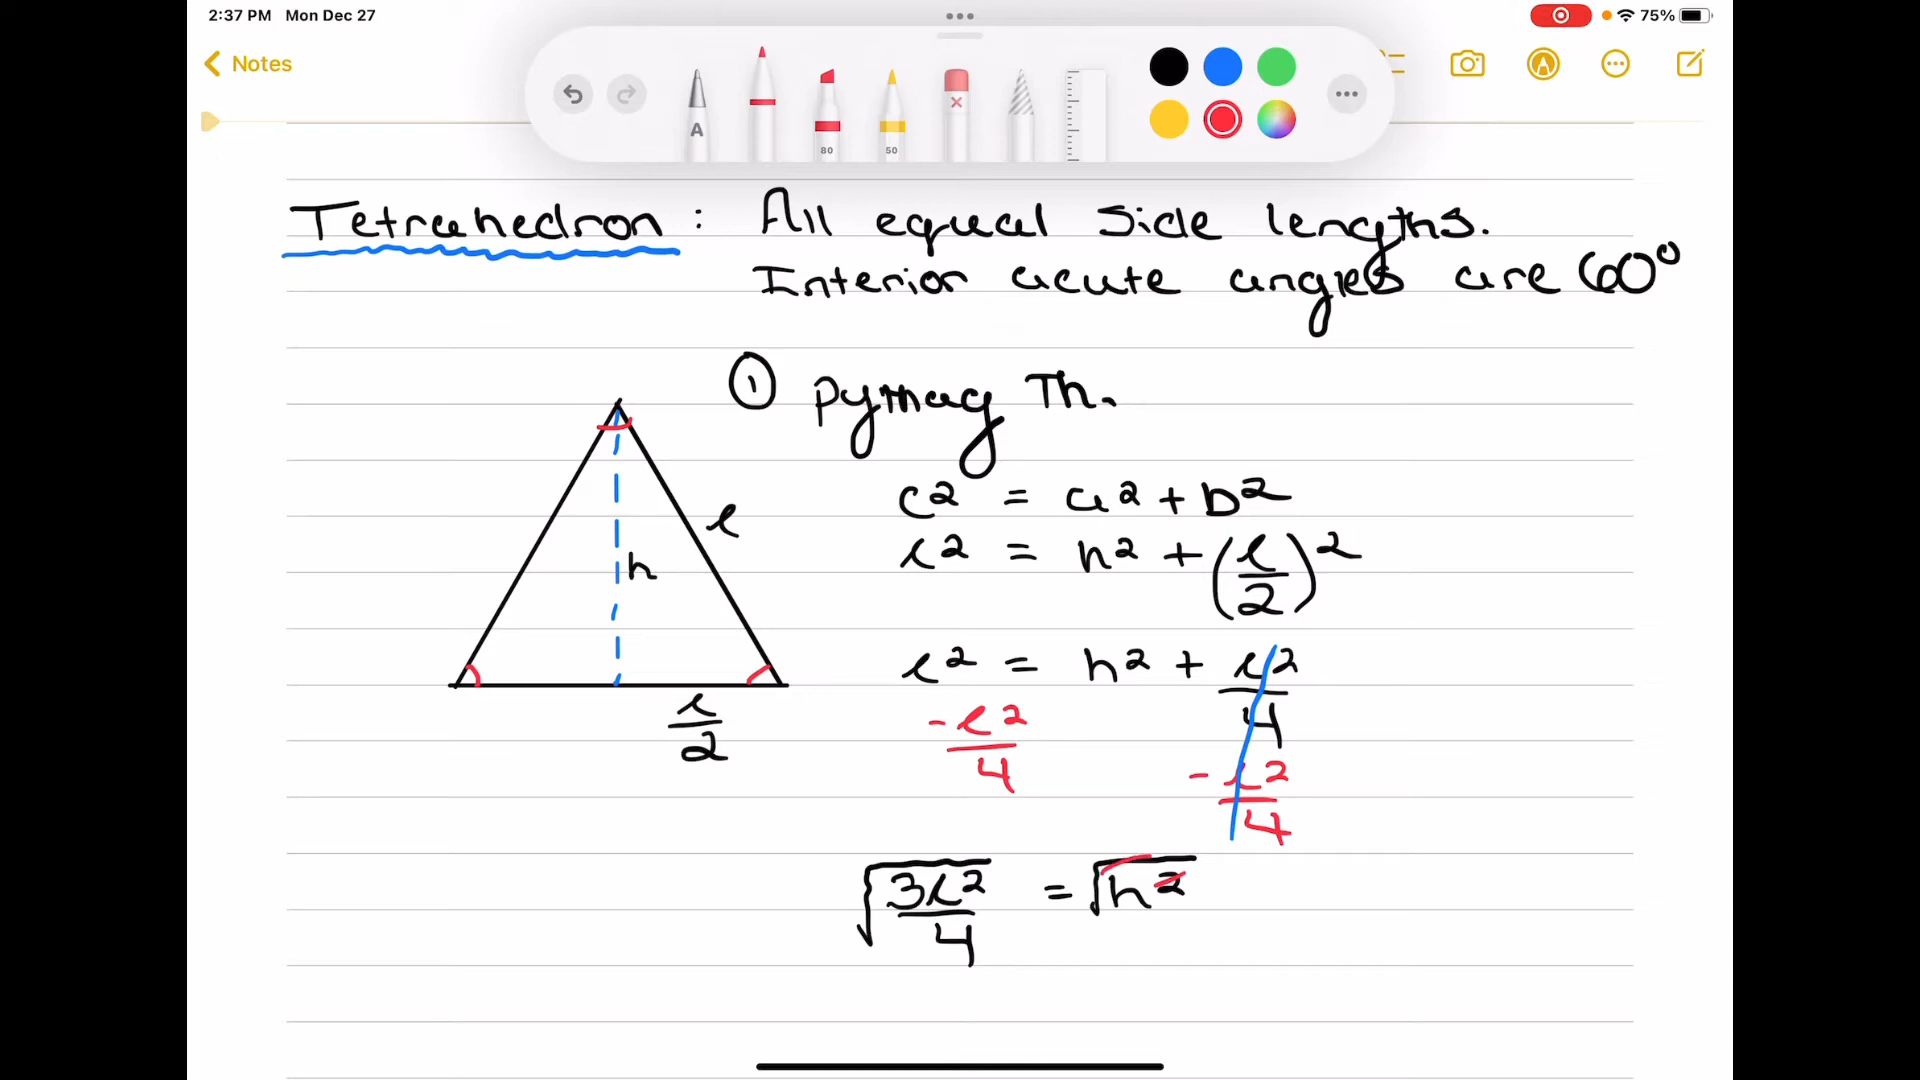 2:37 PM Mon Dec 27
75%
Notes
A
80
50
Tetrahedron: All equal side lengths.
Interior acute angles are 60°
① Pythag Th.
c² = a² + b²
l
l² = h² + (l/2)²
h
l² = h² + l²/4
l/2
-l²/4 -l²/4
√(3l²/4) = √h²